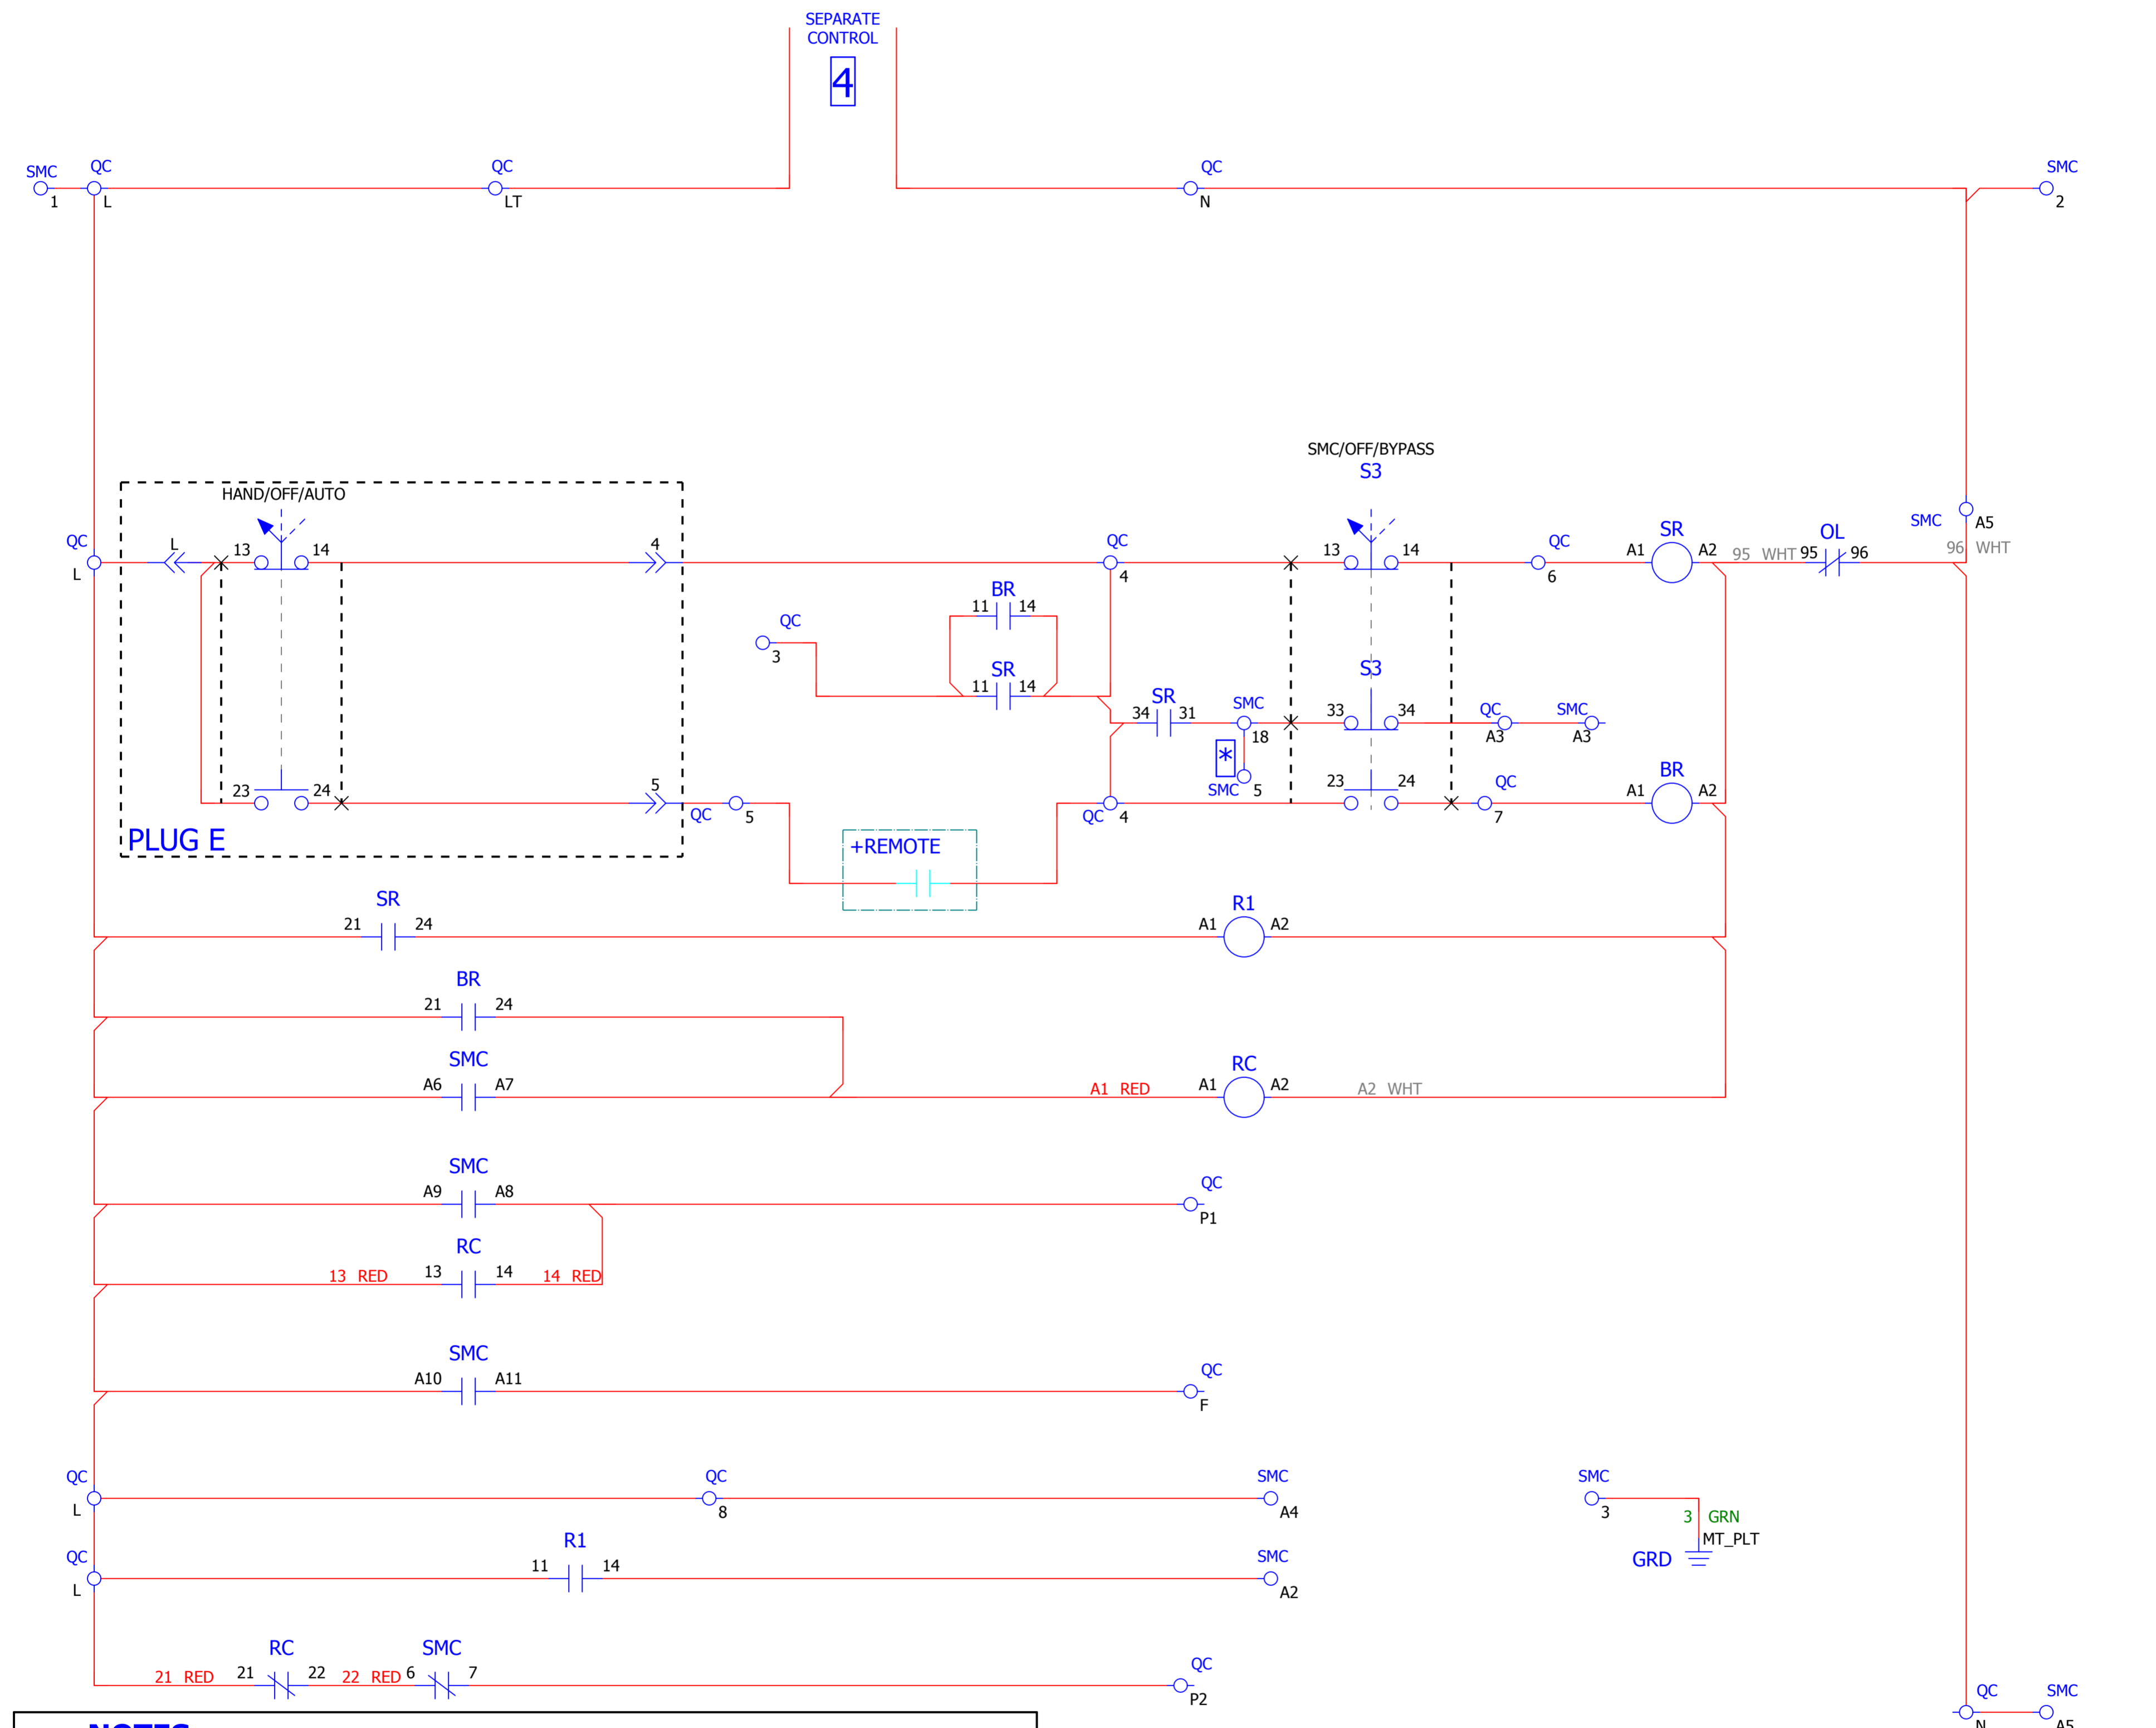 SEPARATE
CONTROL
4
SMC
1
QC
L
QC
LT
QC
N
SMC
2
SMC/OFF/BYPASS
S3
HAND/OFF/AUTO
QC
L
L
13
14
4
QC
4
13
14
QC
6
SR
A1
A2
95 WHT
OL
95
96
SMC
A5
96 WHT
BR
11
14
QC
3
SR
11
14
S3
SR
34
31
SMC
18
33
34
QC
A3
SMC
A3
*
SMC
5
23
24
5
QC
5
QC
4
23
24
QC
7
BR
A1
A2
PLUG E
+REMOTE
SR
21
24
R1
A1
A2
BR
21
24
SMC
A6
A7
A1 RED
RC
A1
A2
A2 WHT
SMC
A9
A8
QC
P1
RC
13 RED
13
14
14 RED
SMC
A10
A11
QC
F
QC
L
QC
8
SMC
A4
SMC
3
3 GRN
MT_PLT
GRD
QC
L
R1
11
14
SMC
A2
RC
21 RED
21
22
22 RED
SMC
6
7
QC
P2
QC
N
SMC
A5
NOTES